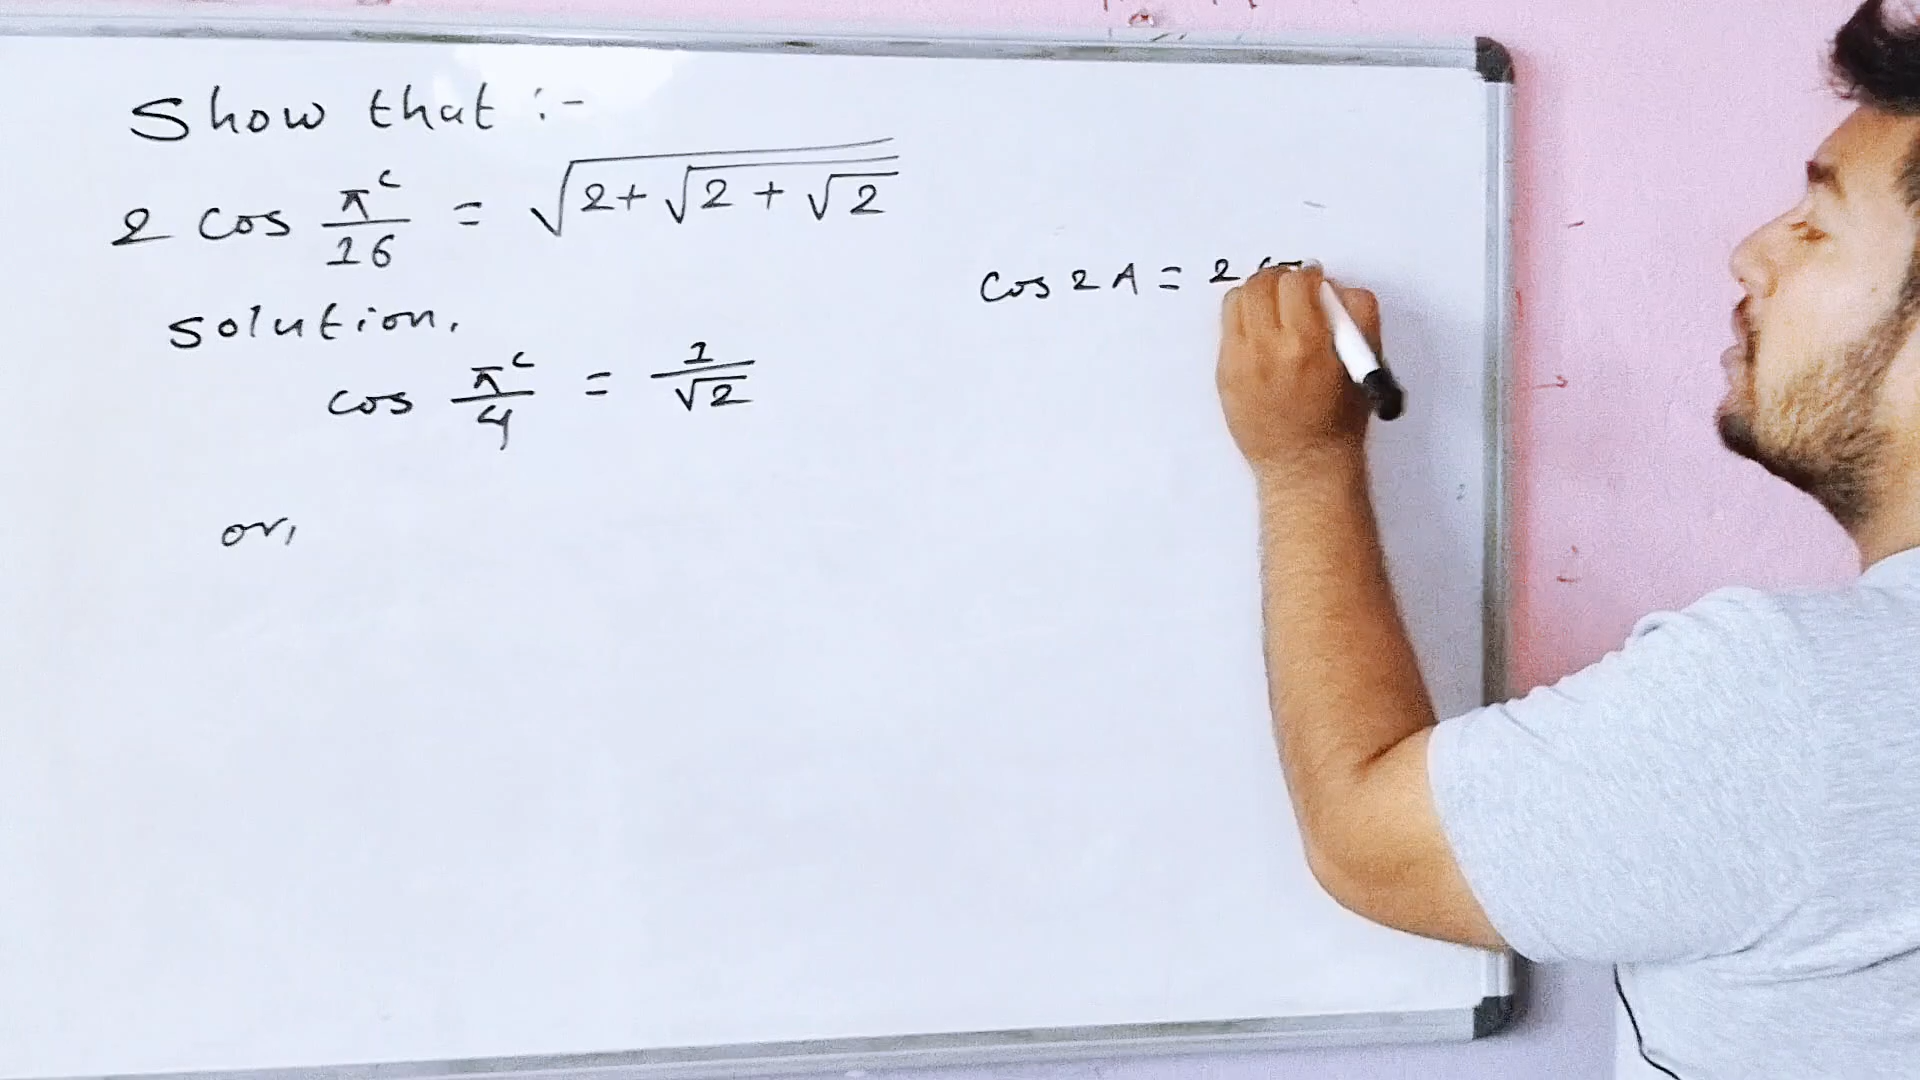 Show that :-
2 cos π^c/16 = √(2+√(2+√2))
solution.
cos π^c/4 = 1/√2
or,
cos 2A = 2